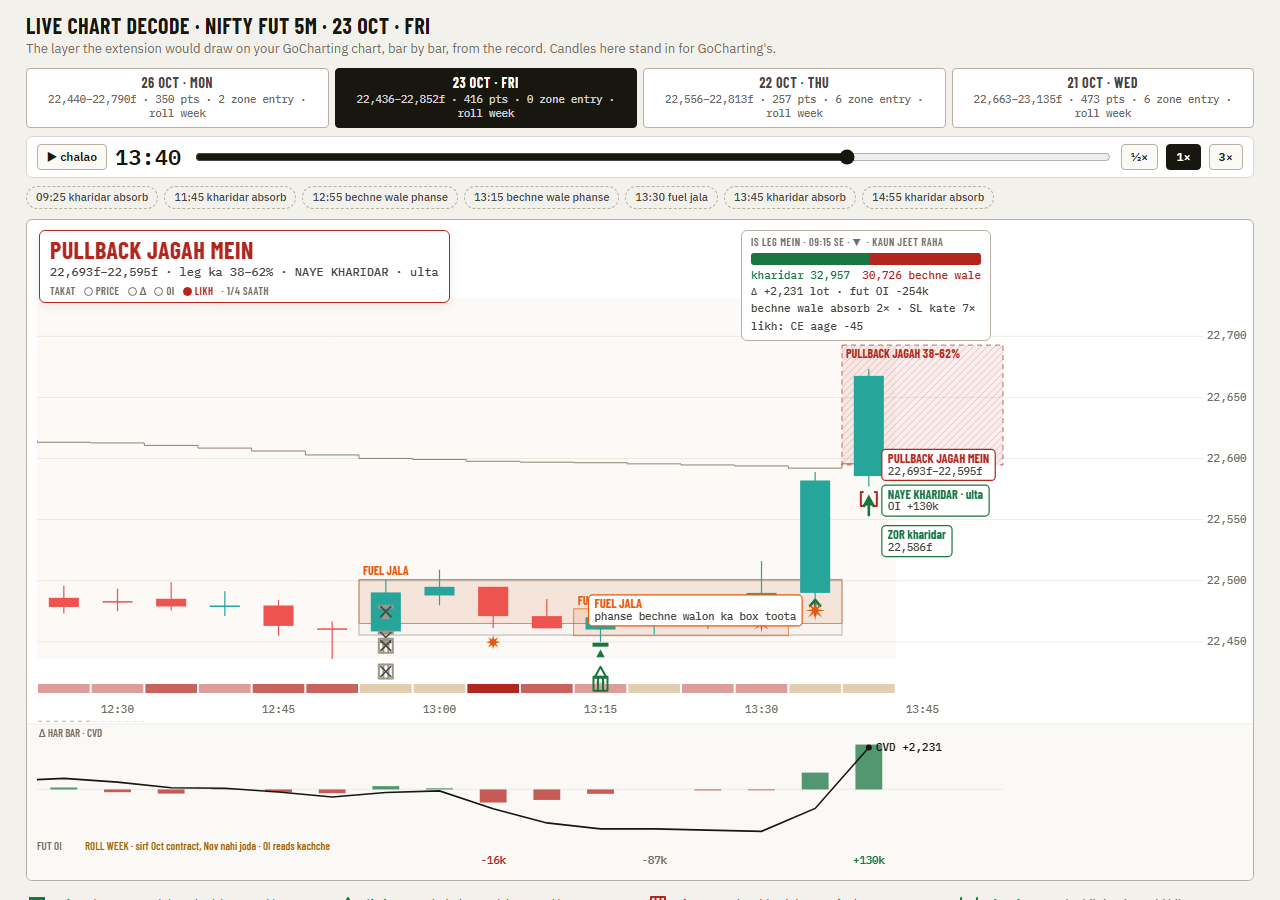 LIVE CHART DECODE · NIFTY FUT 5M · 23 OCT · FRI
The layer the extension would draw on your GoCharting chart, bar by bar, from the record. Candles here stand in for GoCharting's.
26 OCT · MON
22,440–22,790f · 350 pts · 2 zone entry ·
roll week
23 OCT · FRI
22,436–22,852f · 416 pts · 0 zone entry ·
roll week
22 OCT · THU
22,556–22,813f · 257 pts · 6 zone entry ·
roll week
21 OCT · WED
22,663–23,135f · 473 pts · 6 zone entry ·
roll week
▶ chalao 13:40 ½× 1× 3×
09:25 kharidar absorb 11:45 kharidar absorb 12:55 bechne wale phanse 13:15 bechne wale phanse 13:30 fuel jala 13:45 kharidar absorb 14:55 kharidar absorb
PULLBACK JAGAH MEIN
22,693f–22,595f · leg ka 38–62% · NAYE KHARIDAR · ulta
TAKAT PRICE Δ OI LIKH · 1/4 SAATH
IS LEG MEIN · 09:15 SE · ▼ · KAUN JEET RAHA
kharidar 32,957 30,726 bechne wale
Δ +2,231 lot · fut OI -254k
bechne wale absorb 2× · SL kate 7×
likh: CE aage -45
22,700
PULLBACK JAGAH 38–62%
22,650
22,600
PULLBACK JAGAH MEIN
22,693f–22,595f
NAYE KHARIDAR · ulta
OI +130k
22,550
ZOR kharidar
22,586f
FUEL JALA
22,500
FU
FUEL JALA
phanse bechne walon ka box toota
22,450
12:30 12:45 13:00 13:15 13:30 13:45
Δ HAR BAR · CVD
CVD +2,231
FUT OI ROLL WEEK · sirf Oct contract, Nov nahi joda · OI reads kachche
-16k -87k +130k